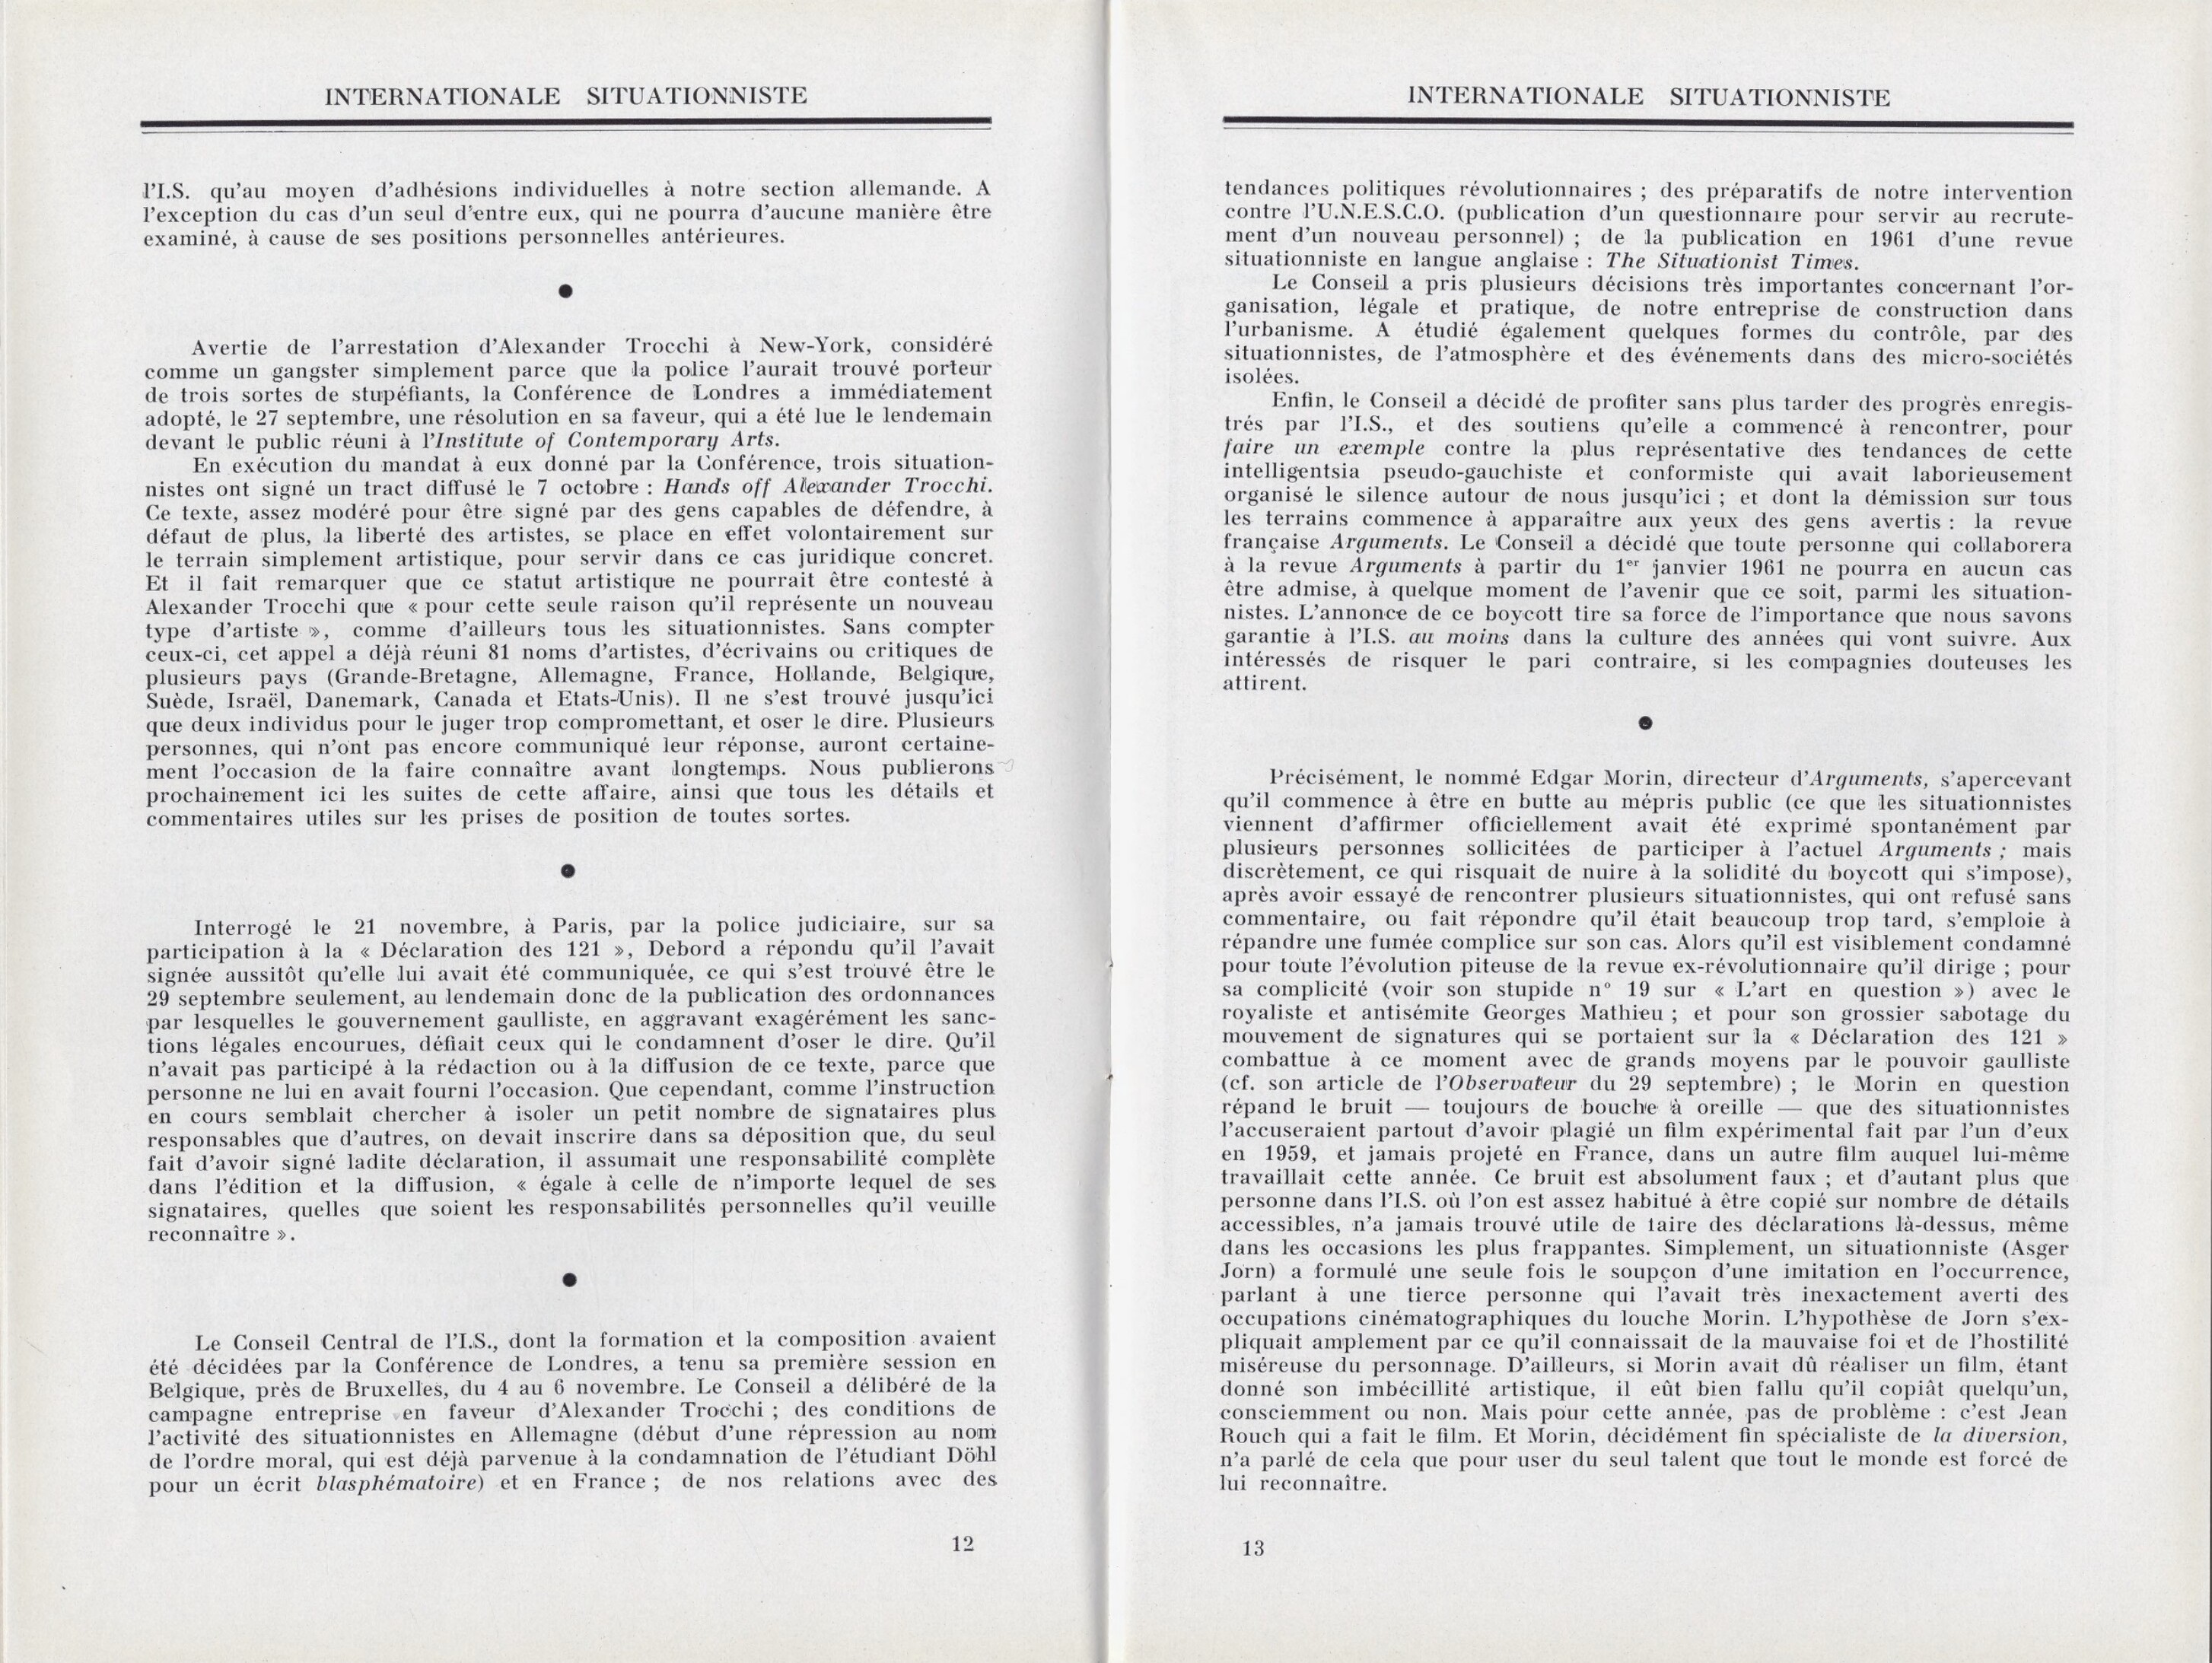 INTERNATIONALE SITUATIONNISTE
l'I.S. qu'au moyen d'adhésions individuelles à notre section allemande. A
l'exception du cas d'un seul d'entre eux, qui ne pourra d'aucune manière être
examiné, à cause de ses positions personnelles antérieures.
●
Avertie de l'arrestation d'Alexander Trocchi à New-York, considéré
comme un gangster simplement parce que la police l'aurait trouvé porteur
de trois sortes de stupéfiants, la Conférence de Londres a immédiatement
adopté, le 27 septembre, une résolution en sa faveur, qui a été lue le lendemain
devant le public réuni à l'Institute of Contemporary Arts.
En exécution du mandat à eux donné par la Conférence, trois situation-
nistes ont signé un tract diffusé le 7 octobre : Hands off Alexander Trocchi.
Ce texte, assez modéré pour être signé par des gens capables de défendre, à
défaut de plus, la liberté des artistes, se place en effet volontairement sur
le terrain simplement artistique, pour servir dans ce cas juridique concret.
Et il fait remarquer que ce statut artistique ne pourrait être contesté à
Alexander Trocchi que « pour cette seule raison qu'il représente un nouveau
type d'artiste », comme d'ailleurs tous les situationnistes. Sans compter
ceux-ci, cet appel a déjà réuni 81 noms d'artistes, d'écrivains ou critiques de
plusieurs pays (Grande-Bretagne, Allemagne, France, Hollande, Belgique,
Suède, Israël, Danemark, Canada et Etats-Unis). Il ne s'est trouvé jusqu'ici
que deux individus pour le juger trop compromettant, et oser le dire. Plusieurs
personnes, qui n'ont pas encore communiqué leur réponse, auront certaine-
ment l'occasion de la faire connaître avant longtemps. Nous publierons
prochainement ici les suites de cette affaire, ainsi que tous les détails et
commentaires utiles sur les prises de position de toutes sortes.
●
Interrogé le 21 novembre, à Paris, par la police judiciaire, sur sa
participation à la « Déclaration des 121 », Debord a répondu qu'il l'avait
signée aussitôt qu'elle lui avait été communiquée, ce qui s'est trouvé être le
29 septembre seulement, au lendemain donc de la publication des ordonnances
par lesquelles le gouvernement gaulliste, en aggravant exagérément les sanc-
tions légales encourues, défiait ceux qui le condamnent d'oser le dire. Qu'il
n'avait pas participé à la rédaction ou à la diffusion de ce texte, parce que
personne ne lui en avait fourni l'occasion. Que cependant, comme l'instruction
en cours semblait chercher à isoler un petit nombre de signataires plus
responsables que d'autres, on devait inscrire dans sa déposition que, du seul
fait d'avoir signé ladite déclaration, il assumait une responsabilité complète
dans l'édition et la diffusion, « égale à celle de n'importe lequel de ses
signataires, quelles que soient les responsabilités personnelles qu'il veuille
reconnaître ».
●
Le Conseil Central de l'I.S., dont la formation et la composition avaient
été décidées par la Conférence de Londres, a tenu sa première session en
Belgique, près de Bruxelles, du 4 au 6 novembre. Le Conseil a délibéré de la
campagne entreprise en faveur d'Alexander Trocchi ; des conditions de
l'activité des situationnistes en Allemagne (début d'une répression au nom
de l'ordre moral, qui est déjà parvenue à la condamnation de l'étudiant Döhl
pour un écrit blasphématoire) et en France ; de nos relations avec des
12
INTERNATIONALE SITUATIONNISTE
tendances politiques révolutionnaires ; des préparatifs de notre intervention
contre l'U.N.E.S.C.O. (publication d'un questionnaire pour servir au recrute-
ment d'un nouveau personnel) ; de la publication en 1961 d'une revue
situationniste en langue anglaise : The Situationist Times.
Le Conseil a pris plusieurs décisions très importantes concernant l'or-
ganisation, légale et pratique, de notre entreprise de construction dans
l'urbanisme. A étudié également quelques formes du contrôle, par des
situationnistes, de l'atmosphère et des événements dans des micro-sociétés
isolées.
Enfin, le Conseil a décidé de profiter sans plus tarder des progrès enregis-
trés par l'I.S., et des soutiens qu'elle a commencé à rencontrer, pour
faire un exemple contre la plus représentative des tendances de cette
intelligentsia pseudo-gauchiste et conformiste qui avait laborieusement
organisé le silence autour de nous jusqu'ici ; et dont la démission sur tous
les terrains commence à apparaître aux yeux des gens avertis : la revue
française Arguments. Le Conseil a décidé que toute personne qui collaborera
à la revue Arguments à partir du 1er janvier 1961 ne pourra en aucun cas
être admise, à quelque moment de l'avenir que ce soit, parmi les situation-
nistes. L'annonce de ce boycott tire sa force de l'importance que nous savons
garantie à l'I.S. au moins dans la culture des années qui vont suivre. Aux
intéressés de risquer le pari contraire, si les compagnies douteuses les
attirent.
●
Précisément, le nommé Edgar Morin, directeur d'Arguments, s'apercevant
qu'il commence à être en butte au mépris public (ce que les situationnistes
viennent d'affirmer officiellement avait été exprimé spontanément par
plusieurs personnes sollicitées de participer à l'actuel Arguments ; mais
discrètement, ce qui risquait de nuire à la solidité du boycott qui s'impose),
après avoir essayé de rencontrer plusieurs situationnistes, qui ont refusé sans
commentaire, ou fait répondre qu'il était beaucoup trop tard, s'emploie à
répandre une fumée complice sur son cas. Alors qu'il est visiblement condamné
pour toute l'évolution piteuse de la revue ex-révolutionnaire qu'il dirige ; pour
sa complicité (voir son stupide n° 19 sur « L'art en question ») avec le
royaliste et antisémite Georges Mathieu ; et pour son grossier sabotage du
mouvement de signatures qui se portaient sur la « Déclaration des 121 »
combattue à ce moment avec de grands moyens par le pouvoir gaulliste
(cf. son article de l'Observateur du 29 septembre) ; le Morin en question
répand le bruit — toujours de bouche à oreille — que des situationnistes
l'accuseraient partout d'avoir plagié un film expérimental fait par l'un d'eux
en 1959, et jamais projeté en France, dans un autre film auquel lui-même
travaillait cette année. Ce bruit est absolument faux ; et d'autant plus que
personne dans l'I.S. où l'on est assez habitué à être copié sur nombre de détails
accessibles, n'a jamais trouvé utile de faire des déclarations là-dessus, même
dans les occasions les plus frappantes. Simplement, un situationniste (Asger
Jorn) a formulé une seule fois le soupçon d'une imitation en l'occurrence,
parlant à une tierce personne qui l'avait très inexactement averti des
occupations cinématographiques du louche Morin. L'hypothèse de Jorn s'ex-
pliquait amplement par ce qu'il connaissait de la mauvaise foi et de l'hostilité
miséreuse du personnage. D'ailleurs, si Morin avait dû réaliser un film, étant
donné son imbécillité artistique, il eût bien fallu qu'il copiât quelqu'un,
consciemment ou non. Mais pour cette année, pas de problème : c'est Jean
Rouch qui a fait le film. Et Morin, décidément fin spécialiste de la diversion,
n'a parlé de cela que pour user du seul talent que tout le monde est forcé de
lui reconnaître.
13